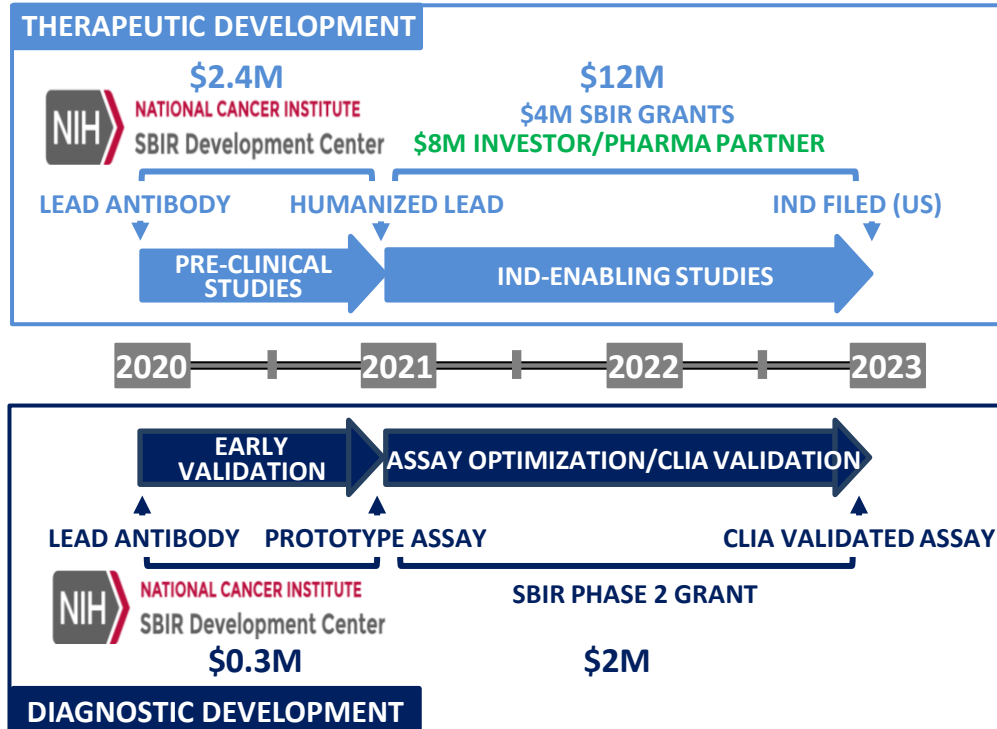 THERAPEUTIC DEVELOPMENT
$2.4M
$12M
NIH
NATIONAL CANCER INSTITUTE
SBIR Development Center
$4M SBIR GRANTS
$8M INVESTOR/PHARMA PARTNER
LEAD ANTIBODY
HUMANIZED LEAD
IND FILED (US)
PRE-CLINICAL
STUDIES
IND-ENABLING STUDIES
2020
2021
2022
2023
EARLY
VALIDATION
ASSAY OPTIMIZATION/CLIA VALIDATION
LEAD ANTIBODY
PROTOTYPE ASSAY
CLIA VALIDATED ASSAY
NIH
NATIONAL CANCER INSTITUTE
SBIR Development Center
SBIR PHASE 2 GRANT
$0.3M
$2M
DIAGNOSTIC DEVELOPMENT